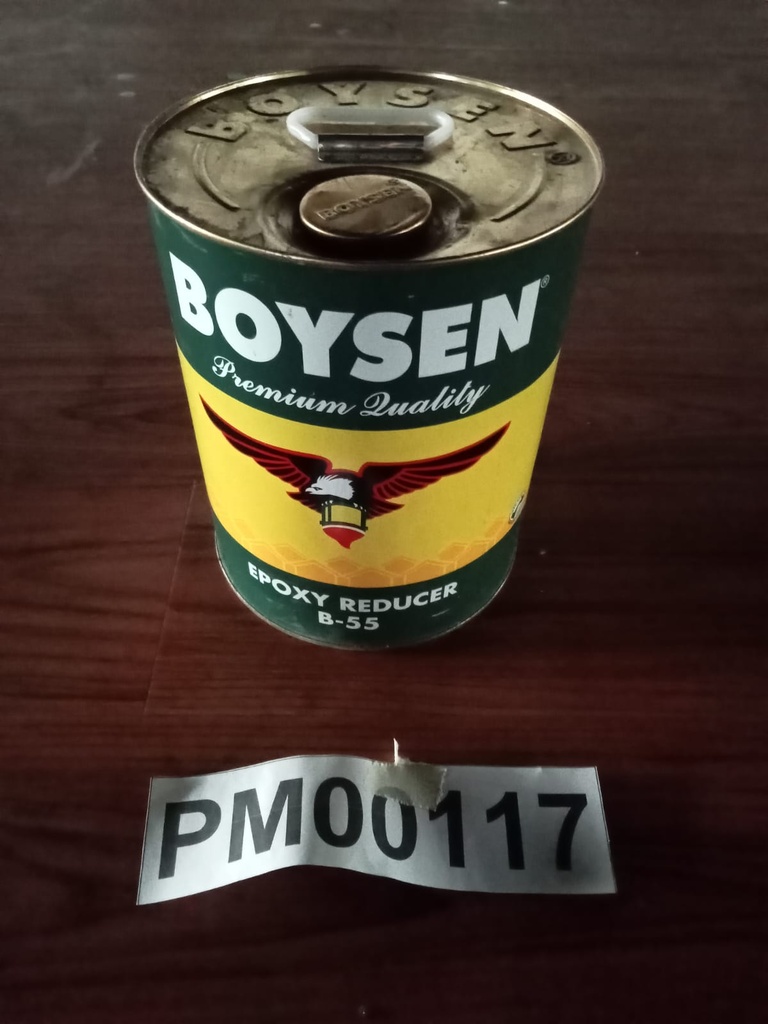 BOYSEN®
BOYSEN
BOYSEN®
Premium Quality
EPOXY REDUCER
B-55
PM00117